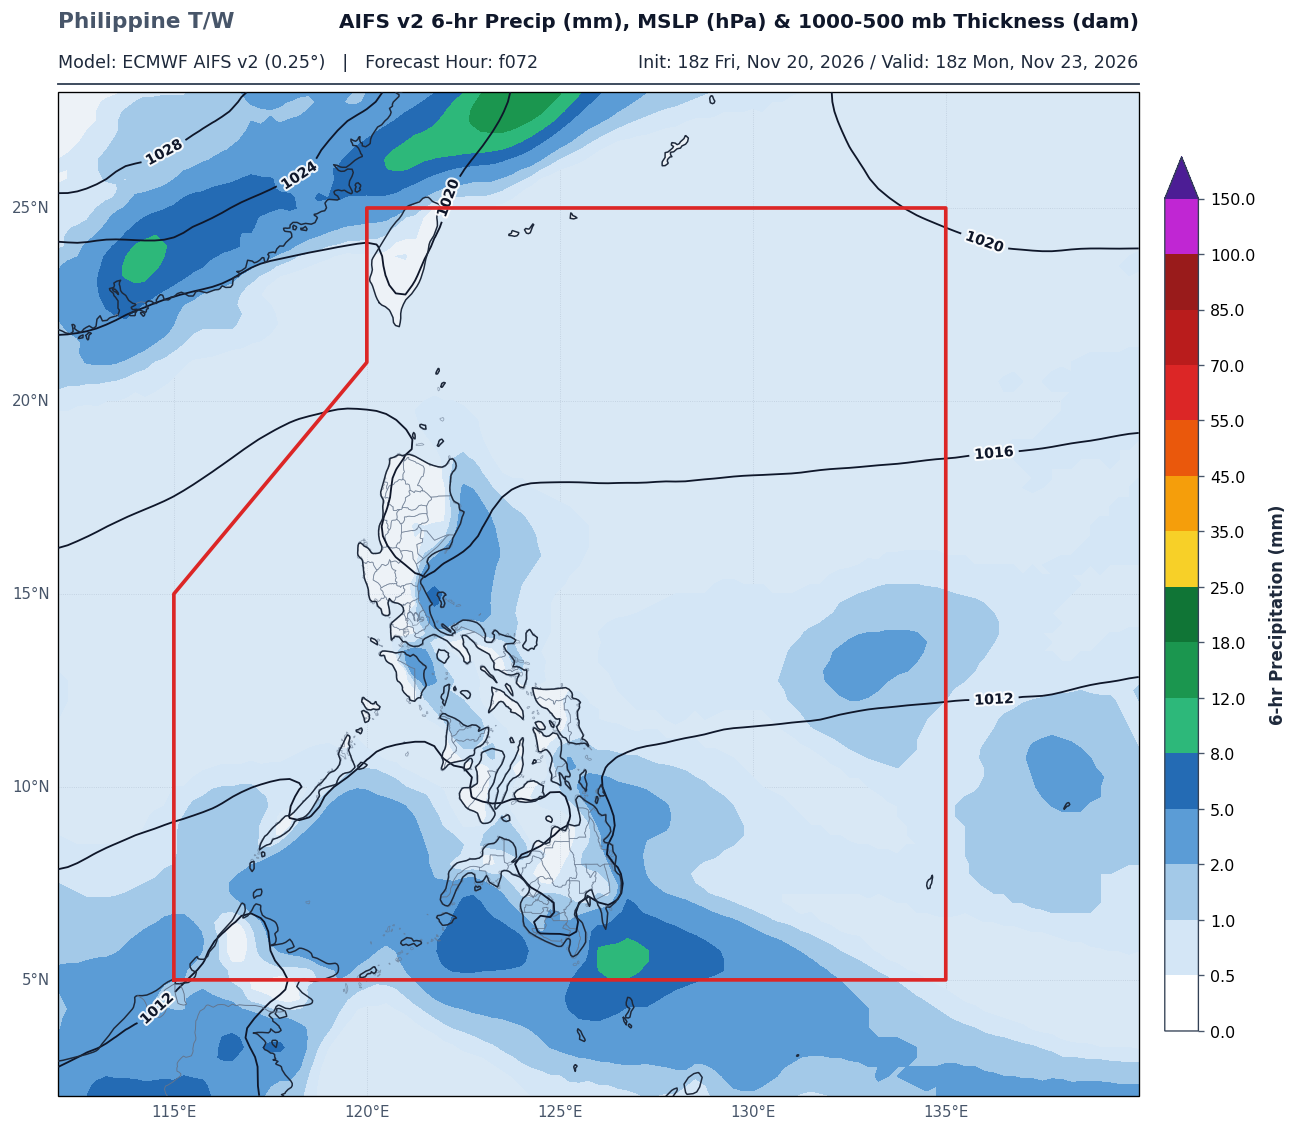 Philippine T/W
AIFS v2 6-hr Precip (mm), MSLP (hPa) & 1000-500 mb Thickness (dam)
Model: ECMWF AIFS v2 (0.25°)   |   Forecast Hour: f072
Init: 18z Fri, Nov 20, 2026 / Valid: 18z Mon, Nov 23, 2026
1028
1024
1020
1020
1016
1012
1012
25°N
20°N
15°N
10°N
5°N
115°E
120°E
125°E
130°E
135°E
150.0
100.0
85.0
70.0
55.0
45.0
35.0
25.0
18.0
12.0
8.0
5.0
2.0
1.0
0.5
0.0
6-hr Precipitation (mm)